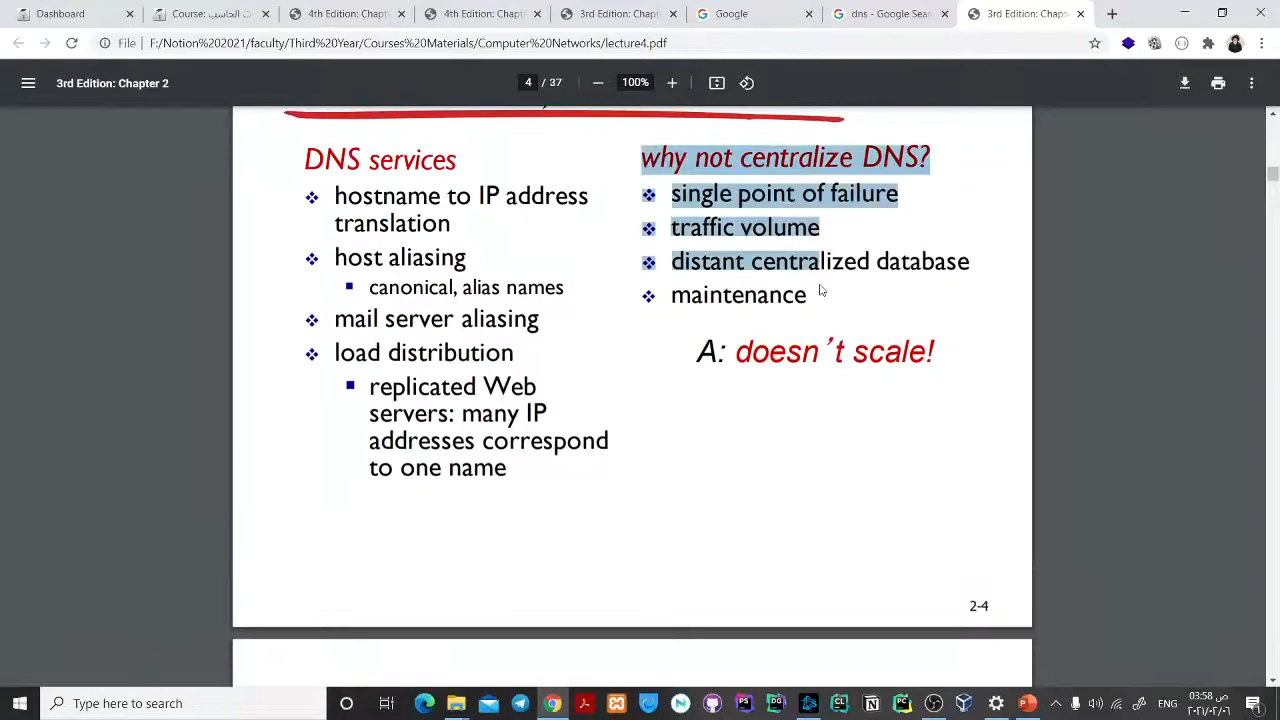 Dashboard
4th Edition: Chapte
4th Edition: Chapte
3rd Edition: Chapte
Google
dns - Google Sear
3rd Edition: Chap
File
F:/Notion%202021/faculty/Third%20Year/Courses%20Materials/Computer%20Networks/lecture4.pdf
3rd Edition: Chapter 2
4 / 37
100%
DNS services
hostname to IP address
translation
host aliasing
canonical, alias names
mail server aliasing
load distribution
replicated Web
servers: many IP
addresses correspond
to one name
why not centralize DNS?
single point of failure
traffic volume
distant centralized database
maintenance
A: doesn't scale!
2-4
Type here to search
ENG
03:58 ص